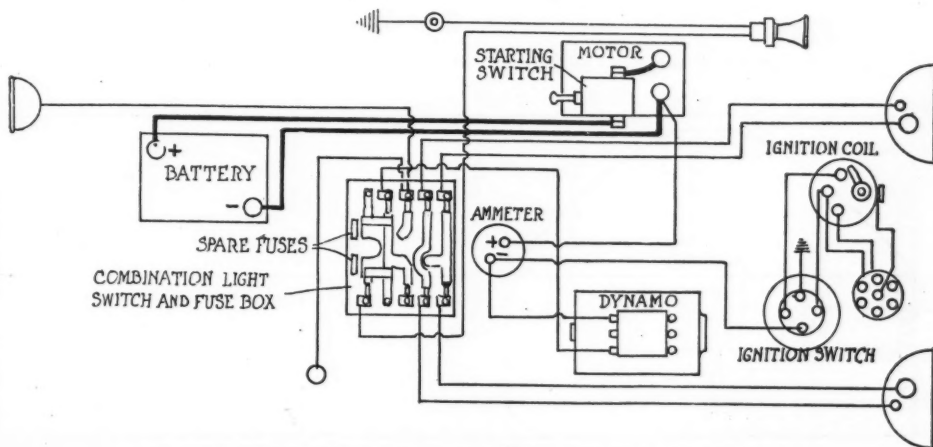 MOTOR
STARTING
SWITCH
IGNITION COIL
+
BATTERY
-
AMMETER
+
-
SPARE FUSES
COMBINATION LIGHT
SWITCH AND FUSE BOX
DYNAMO
IGNITION SWITCH